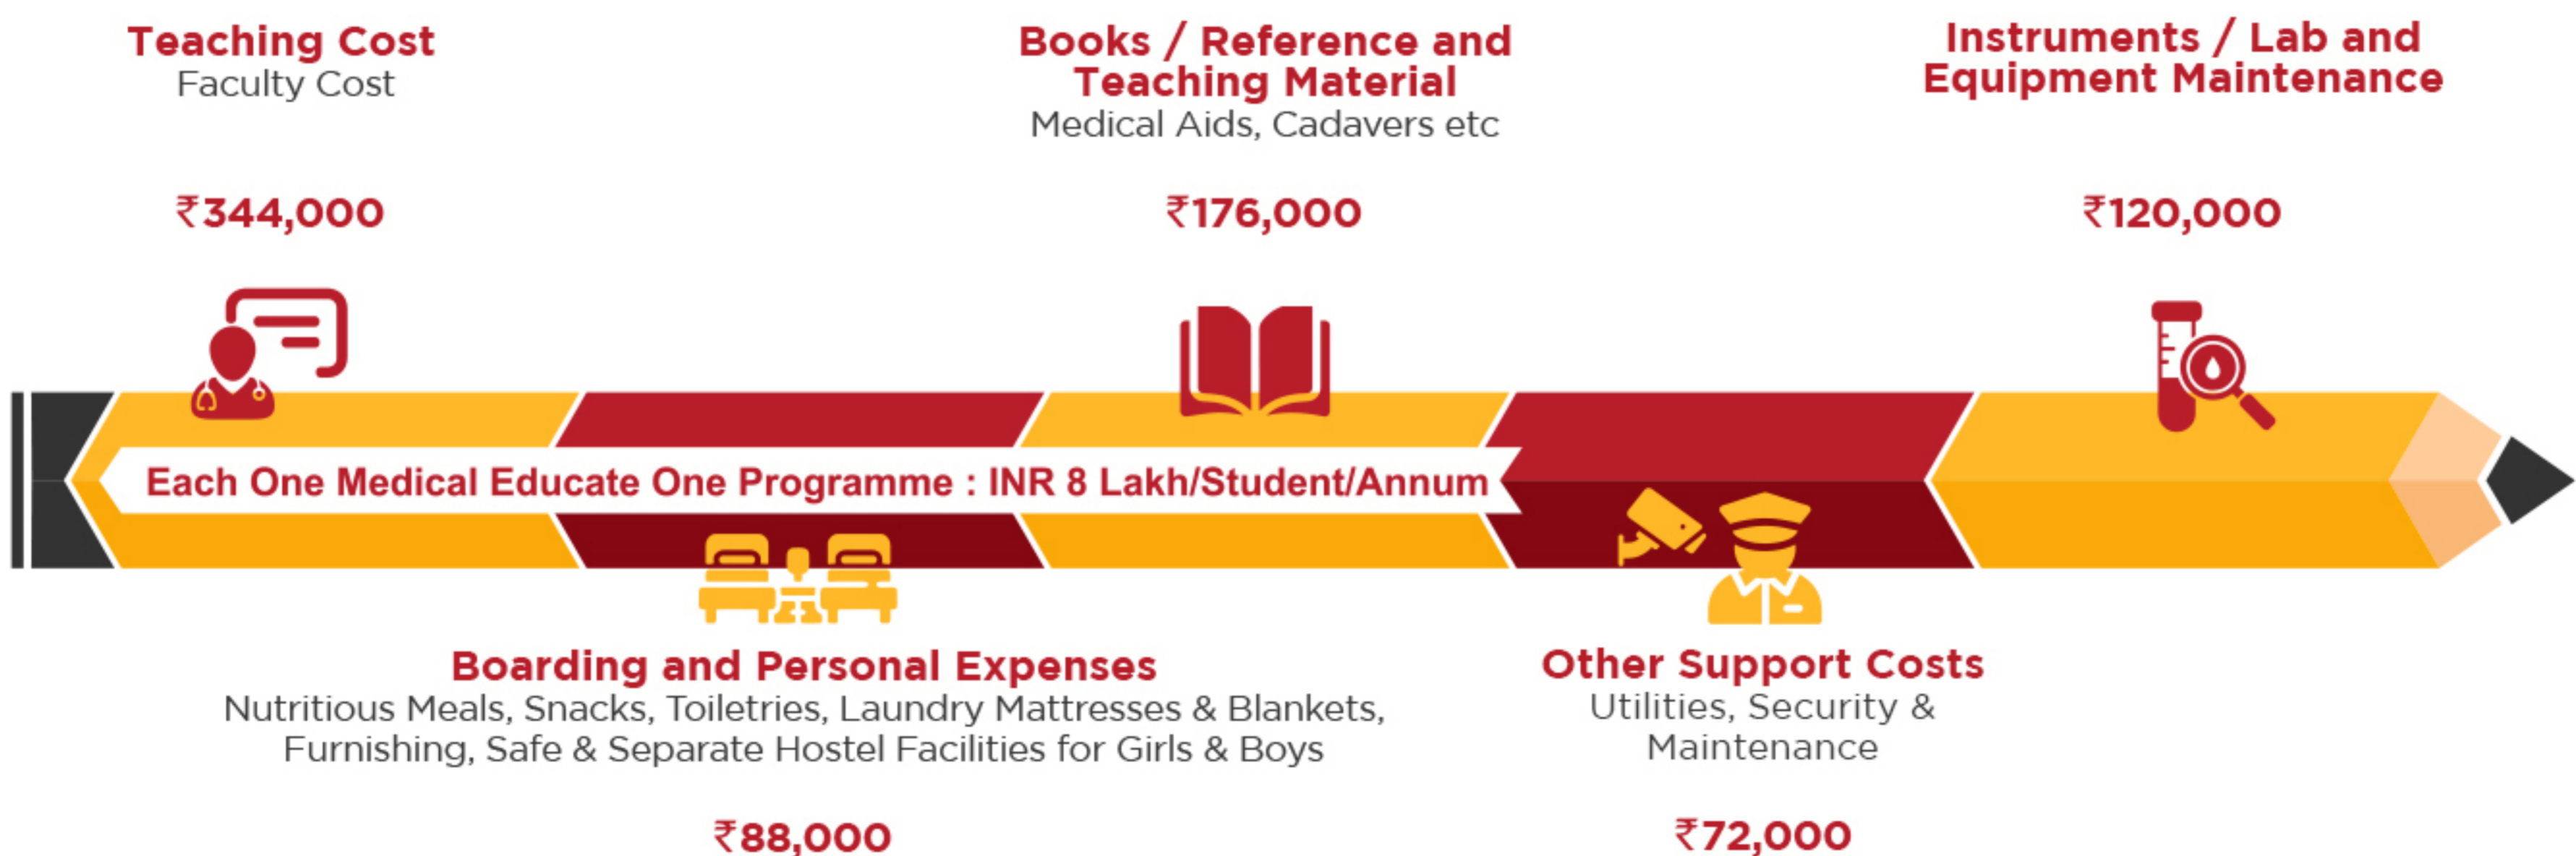 Teaching Cost
Faculty Cost
₹344,000
Books / Reference and
Teaching Material
Medical Aids, Cadavers etc
₹176,000
Instruments / Lab and
Equipment Maintenance
₹120,000
Each One Medical Educate One Programme : INR 8 Lakh/Student/Annum
Boarding and Personal Expenses
Nutritious Meals, Snacks, Toiletries, Laundry Mattresses & Blankets,
Furnishing, Safe & Separate Hostel Facilities for Girls & Boys
₹88,000
Other Support Costs
Utilities, Security &
Maintenance
₹72,000